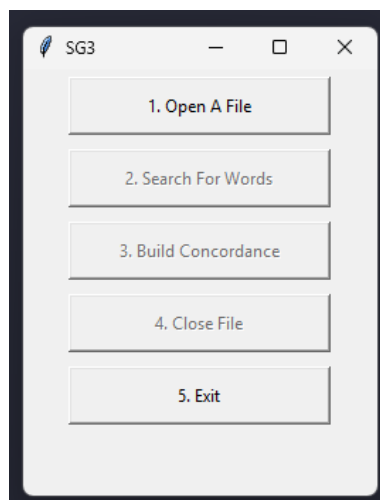 SG3
1. Open A File
2. Search For Words
3. Build Concordance
4. Close File
5. Exit